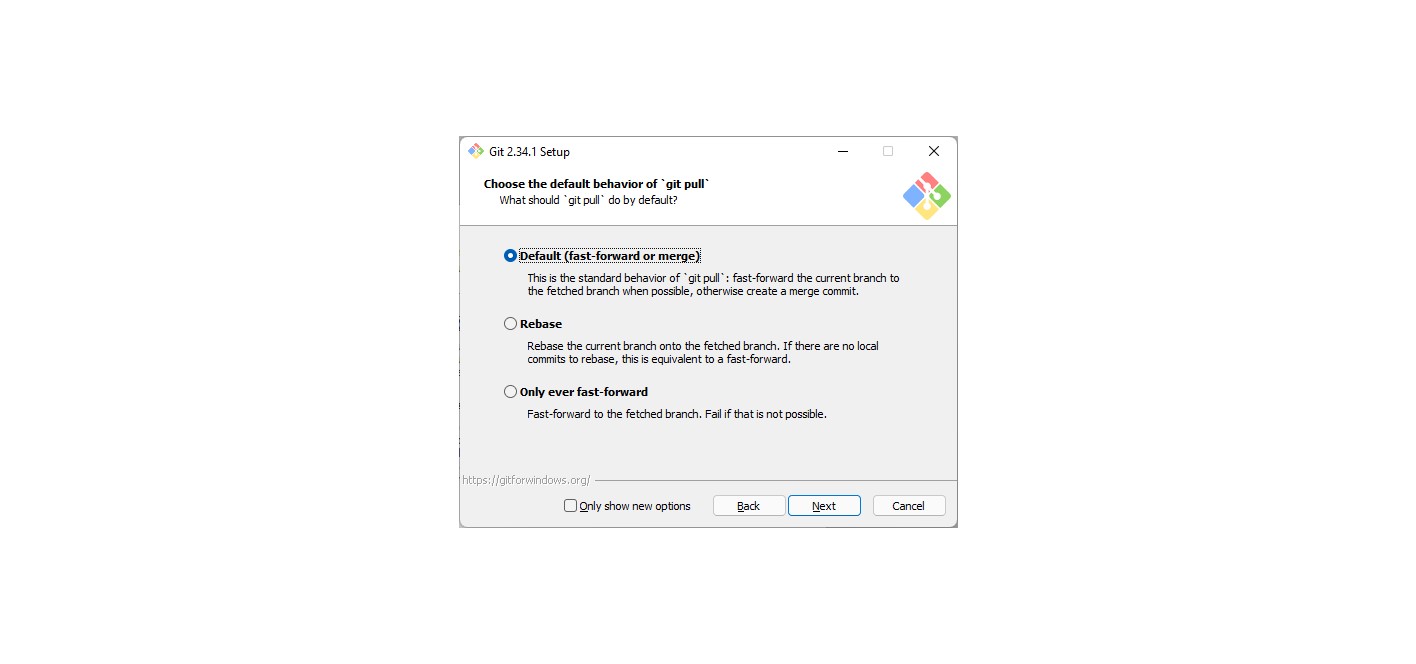 Git 2.34.1 Setup
Choose the default behavior of `git pull`
What should `git pull` do by default?
Default (fast-forward or merge)
This is the standard behavior of `git pull`: fast-forward the current branch to
the fetched branch when possible, otherwise create a merge commit.
Rebase
Rebase the current branch onto the fetched branch. If there are no local
commits to rebase, this is equivalent to a fast-forward.
Only ever fast-forward
Fast-forward to the fetched branch. Fail if that is not possible.
https://gitforwindows.org/
Only show new options Back Next Cancel